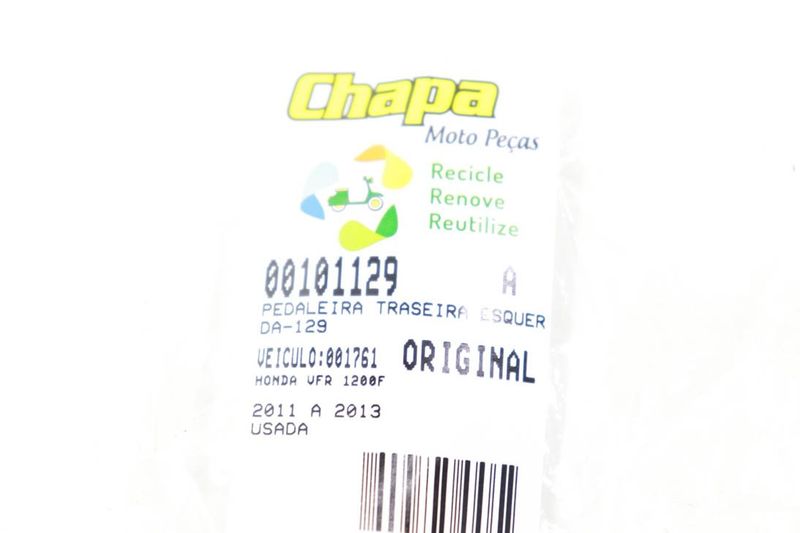 Chapa
Moto Peças
Recicle
Renove
Reutilize
00101129 A
PEDALEIRA TRASEIRA ESQUER
DA-129
VEICULO:001761 ORIGINAL
HONDA VFR 1200F
2011 A 2013
USADA